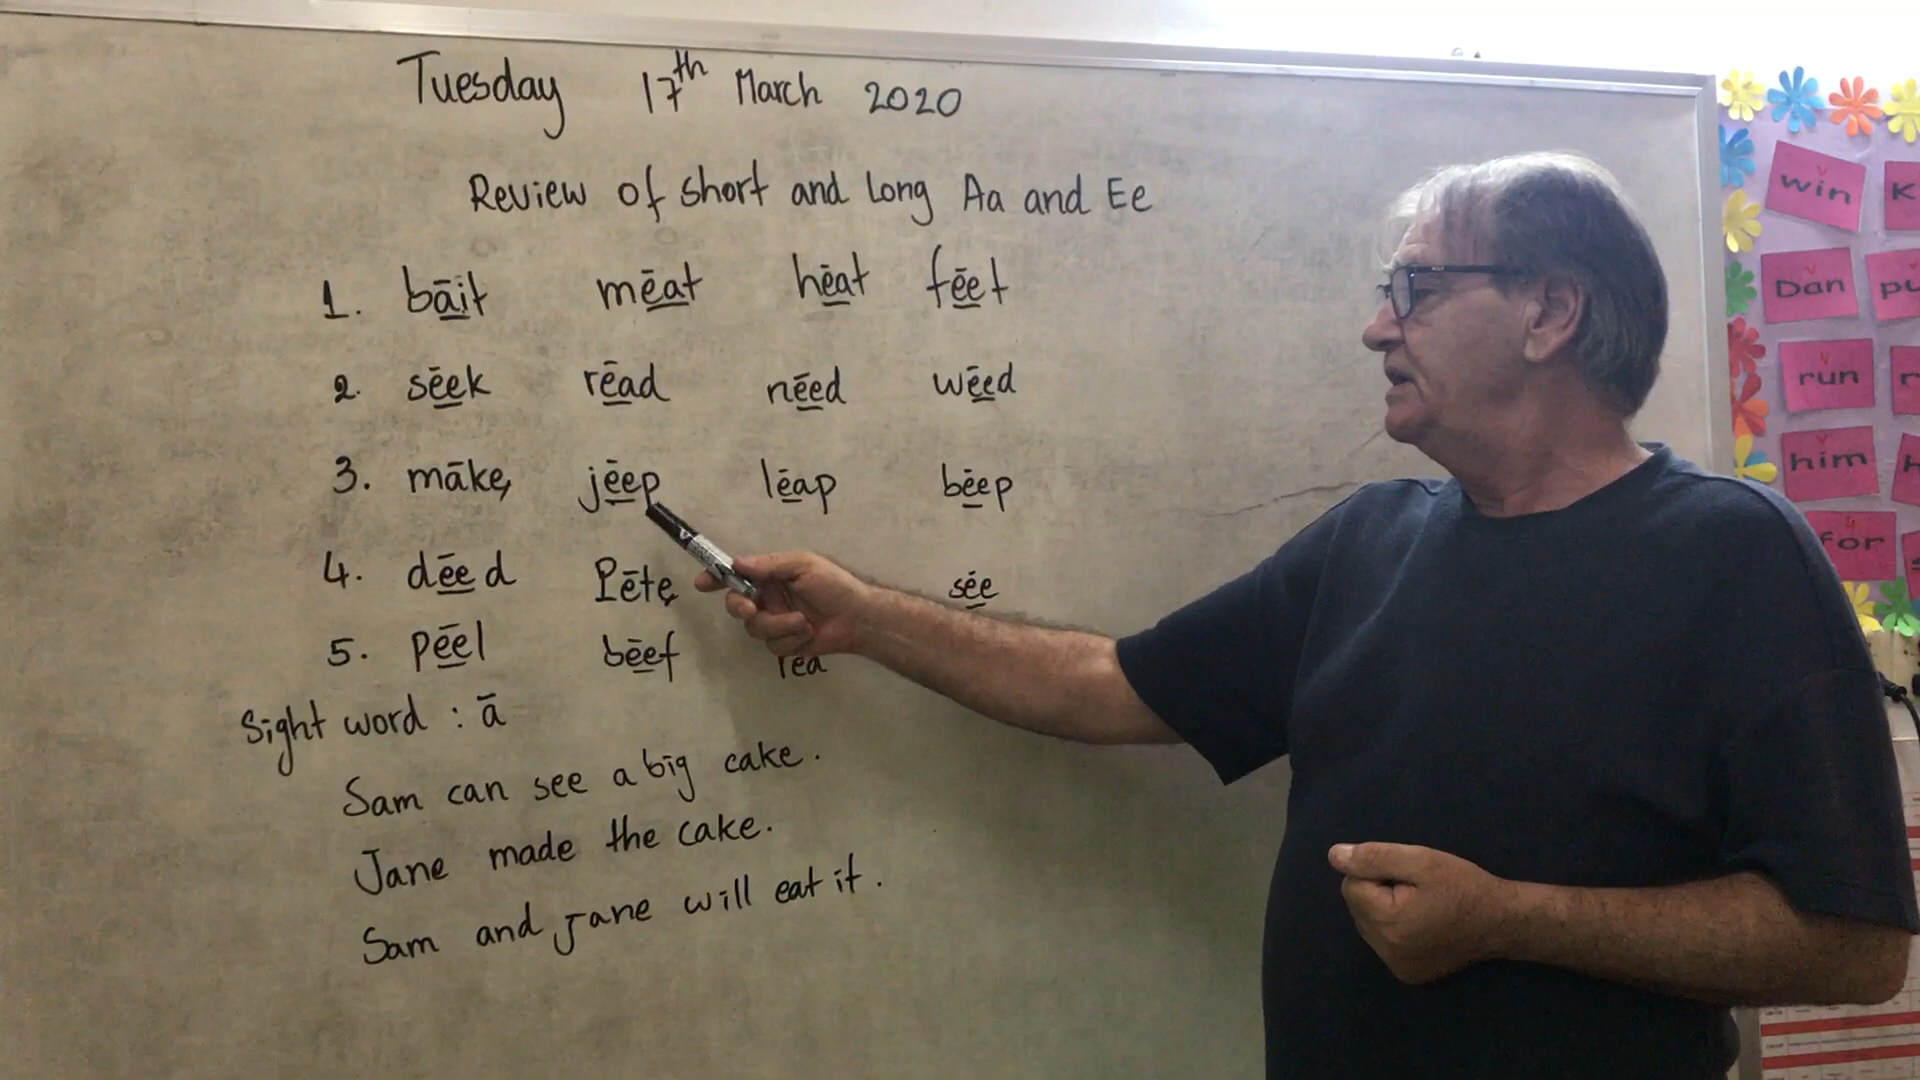 Tuesday 17th March 2020
Review of short and long Aa and Ee
1. bāit mēat hēat fēet
2. sēek rēad nēed wēed
3. māke, jēep lēap bēep
4. dēed Pēte sēe
5. pēel bēef
Sight word : ā
Sam can see a big cake.
Jane made the cake.
Sam and Jane will eat it.
win
Dan
run
him
for